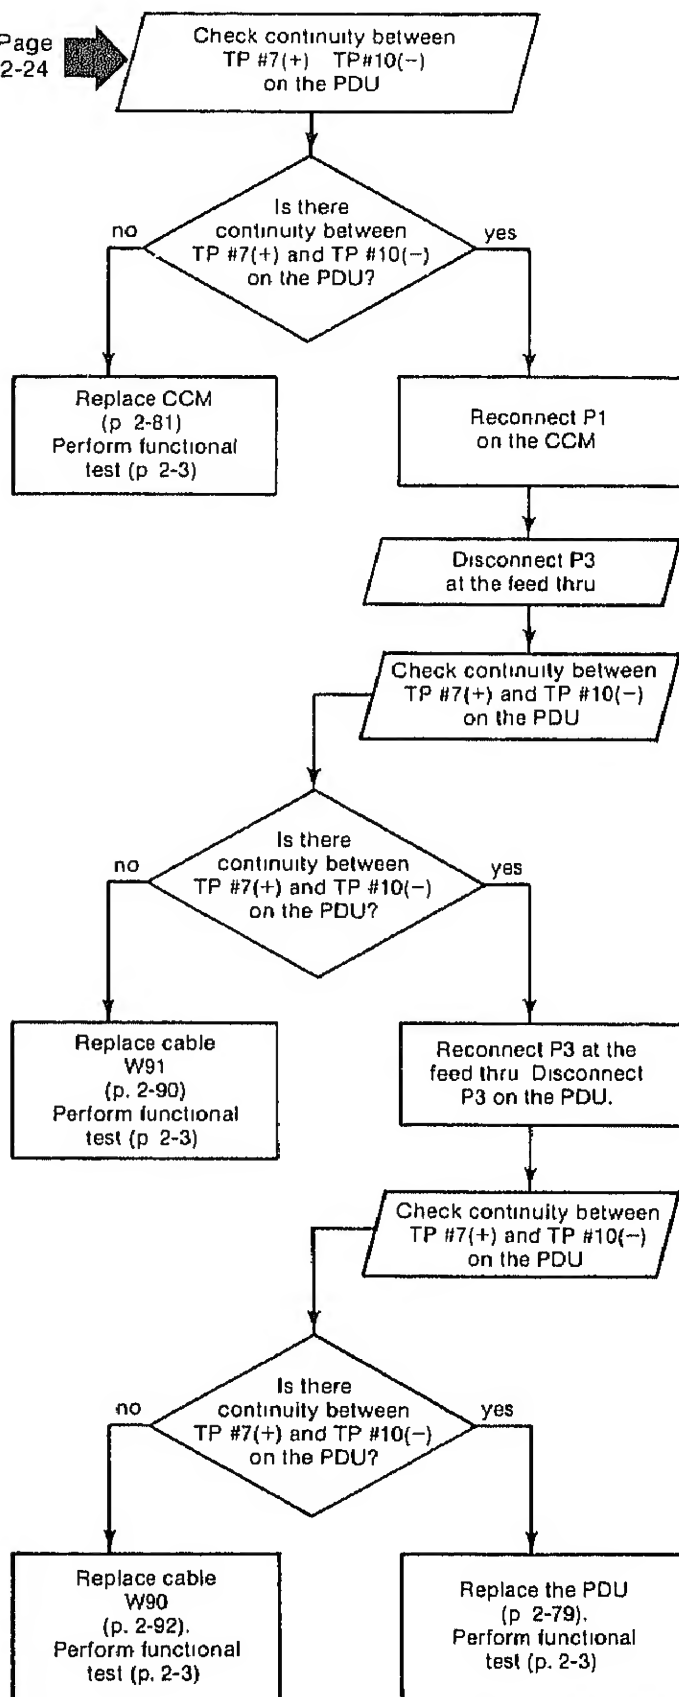 Page
2-24
Check continuity between
TP #7(+) TP#10(−)
on the PDU
Is there
continuity between
TP #7(+) and TP #10(−)
on the PDU?
no
yes
Replace CCM
(p 2-81)
Perform functional
test (p 2-3)
Reconnect P1
on the CCM
Disconnect P3
at the feed thru
Check continuity between
TP #7(+) and TP #10(−)
on the PDU
Is there
continuity between
TP #7(+) and TP #10(−)
on the PDU?
no
yes
Replace cable
W91
(p. 2-90)
Perform functional
test (p 2-3)
Reconnect P3 at the
feed thru Disconnect
P3 on the PDU.
Check continuity between
TP #7(+) and TP #10(−)
on the PDU
Is there
continuity between
TP #7(+) and TP #10(−)
on the PDU?
no
yes
Replace cable
W90
(p. 2-92).
Perform functional
test (p. 2-3)
Replace the PDU
(p 2-79).
Perform functional
test (p. 2-3)